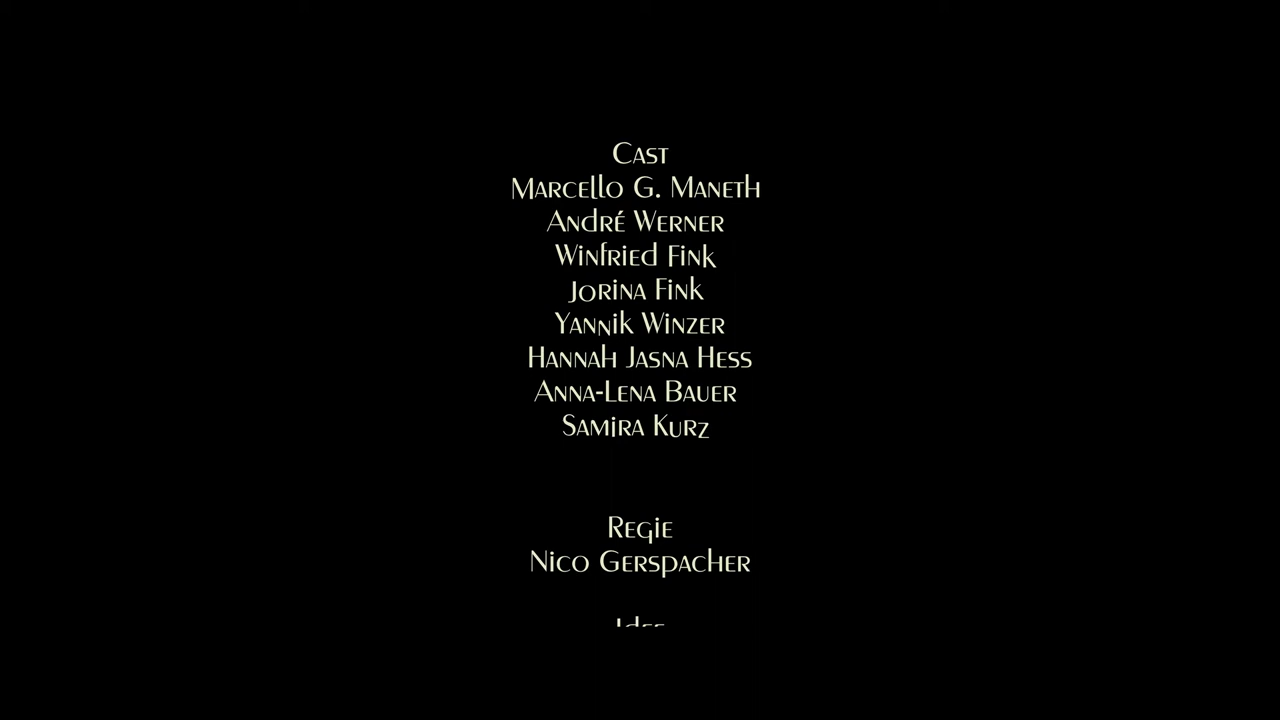 Cast
Marcello G. Maneth
André Werner
Winfried Fink
Jorina Fink
Yannik Winzer
Hannah Jasna Hess
Anna-Lena Bauer
Samira Kurz
Regie
Nico Gerspacher
Idee